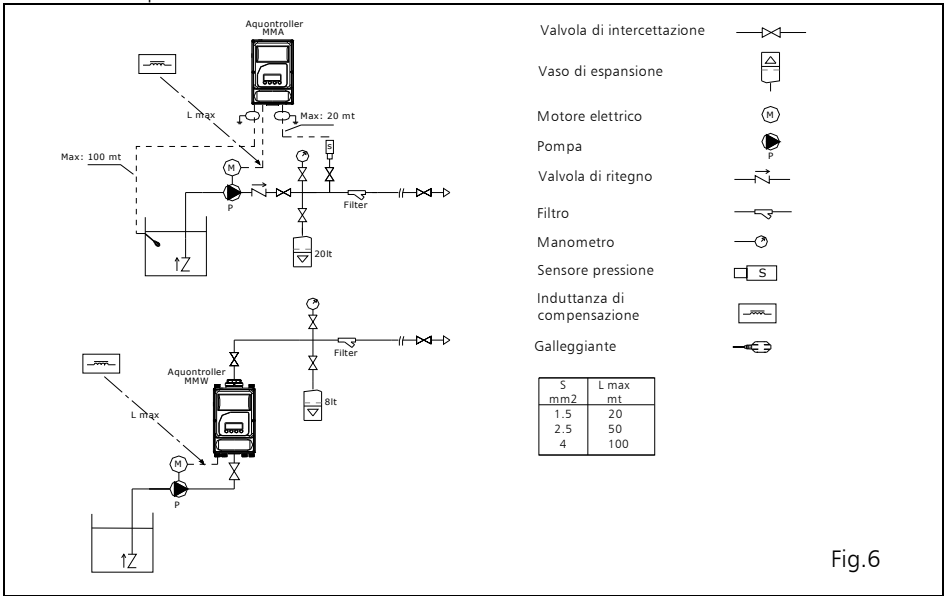 Aquontroller
MMA
L max
Max: 20 mt
S
Max: 100 mt
M
P
Filter
20lt
Filter
Aquontroller
MMW
8lt
L max
M
P
Valvola di intercettazione
Vaso di espansione
Motore elettrico
M
Pompa
P
Valvola di ritegno
Filtro
Manometro
Sensore pressione
S
Induttanza di
compensazione
Galleggiante
S L max
mm2 mt
1.5 20
2.5 50
4 100
Fig.6